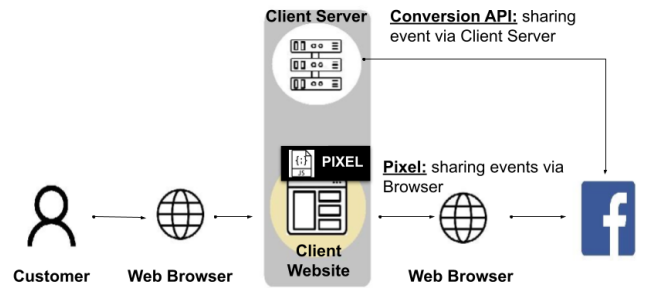 Client Server
Conversion API: sharing
event via Client Server
{;}
JS
PIXEL
Pixel: sharing events via
Browser
Client
Website
Customer
Web Browser
Web Browser
f